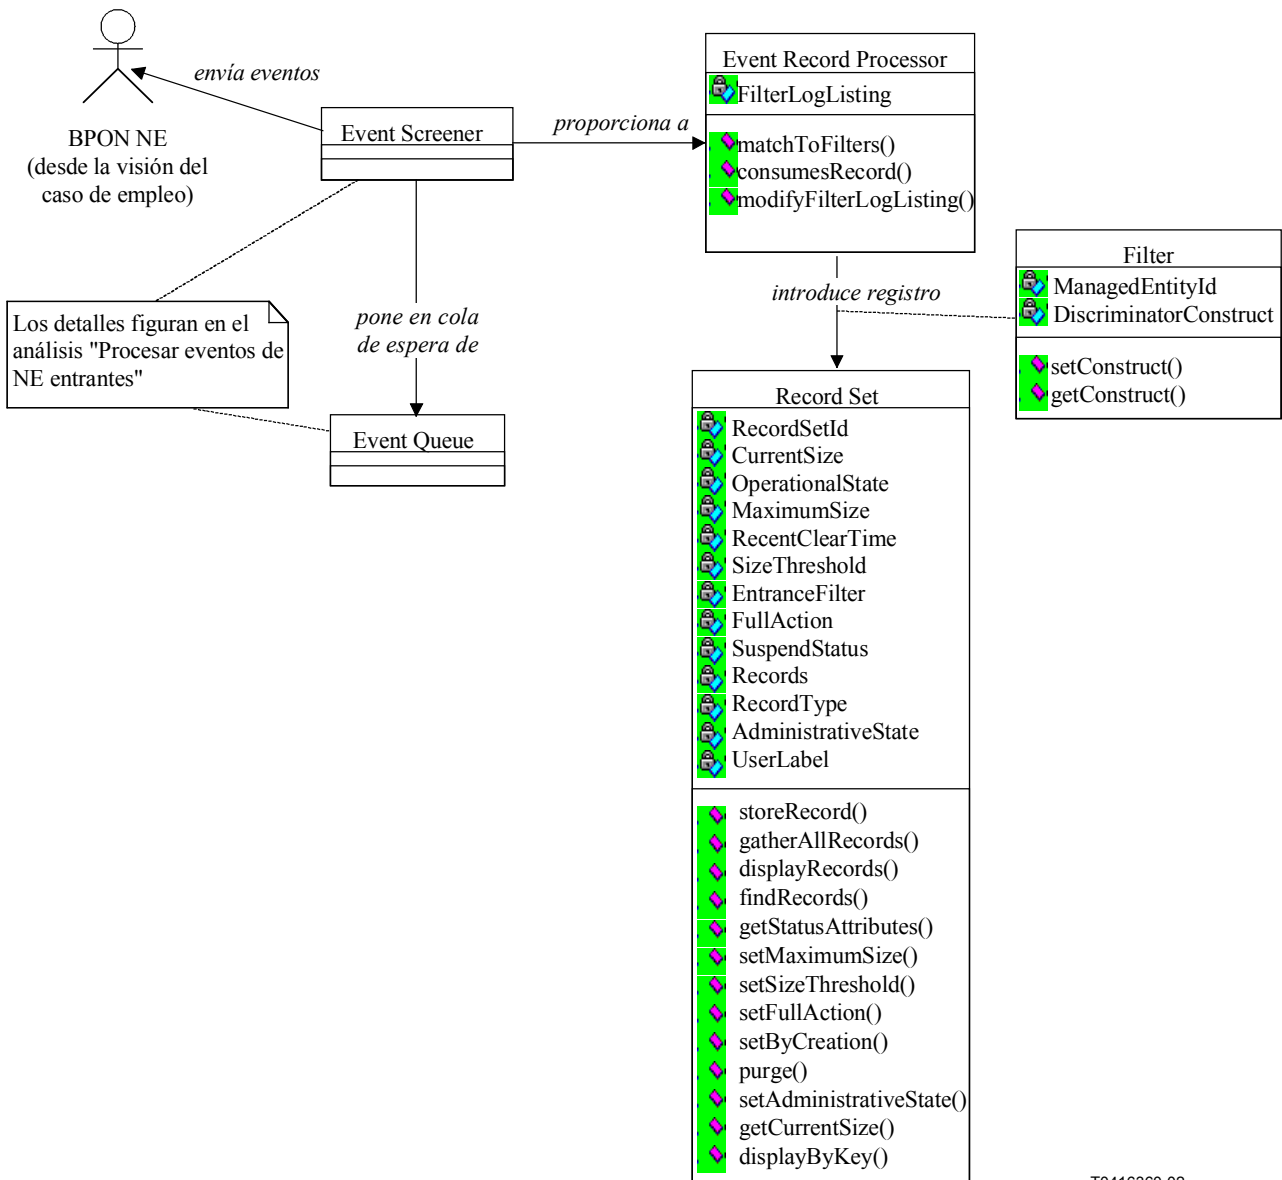 envía eventos
BPON NE
(desde la visión del
caso de empleo)
Event Screener
proporciona a
Event Record Processor
FilterLogListing
matchToFilters()
consumesRecord()
modifyFilterLogListing()
Filter
ManagedEntityId
DiscriminatorConstruct
setConstruct()
getConstruct()
introduce registro
Los detalles figuran en el
análisis "Procesar eventos de
NE entrantes"
pone en cola
de espera de
Event Queue
Record Set
RecordSetId
CurrentSize
OperationalState
MaximumSize
RecentClearTime
SizeThreshold
EntranceFilter
FullAction
SuspendStatus
Records
RecordType
AdministrativeState
UserLabel
storeRecord()
gatherAllRecords()
displayRecords()
findRecords()
getStatusAttributes()
setMaximumSize()
setSizeThreshold()
setFullAction()
setByCreation()
purge()
setAdministrativeState()
getCurrentSize()
displayByKey()